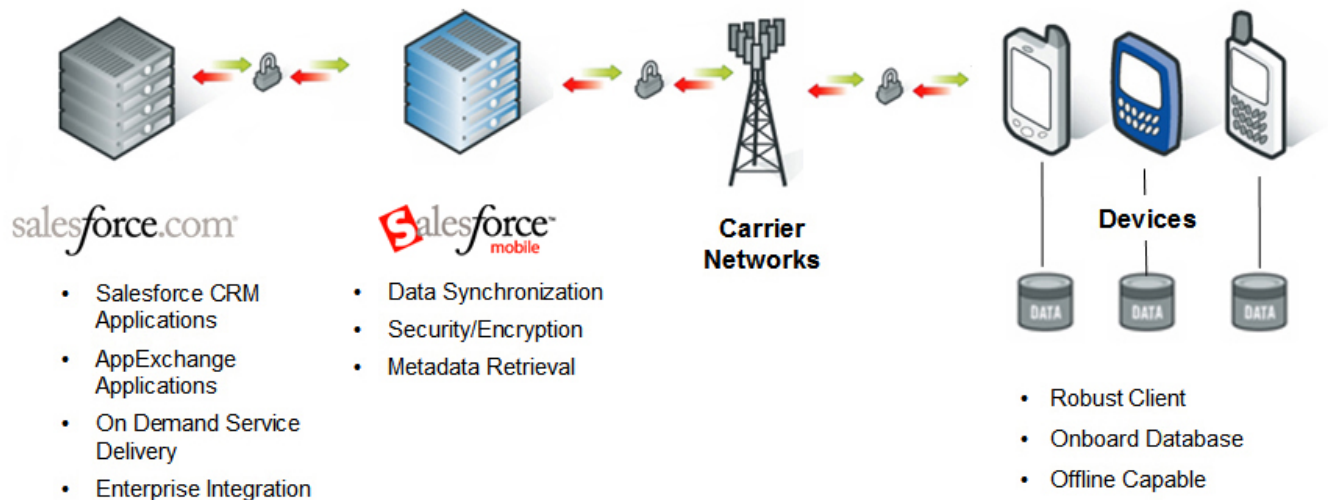 salesforce.com®
• Salesforce CRM
Applications
• AppExchange
Applications
• On Demand Service
Delivery
• Enterprise Integration
Salesforce™
mobile
• Data Synchronization
• Security/Encryption
• Metadata Retrieval
Carrier
Networks
Devices
DATA
DATA
DATA
• Robust Client
• Onboard Database
• Offline Capable